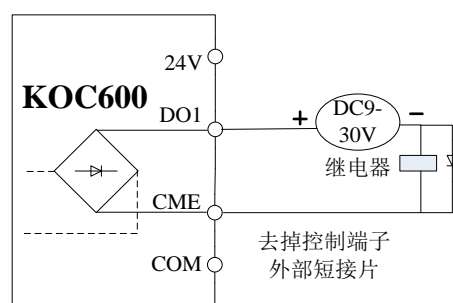 24V
KOC600
DO1
+
DC9-
30V
−
继电器
CME
COM
去掉控制端子
外部短接片